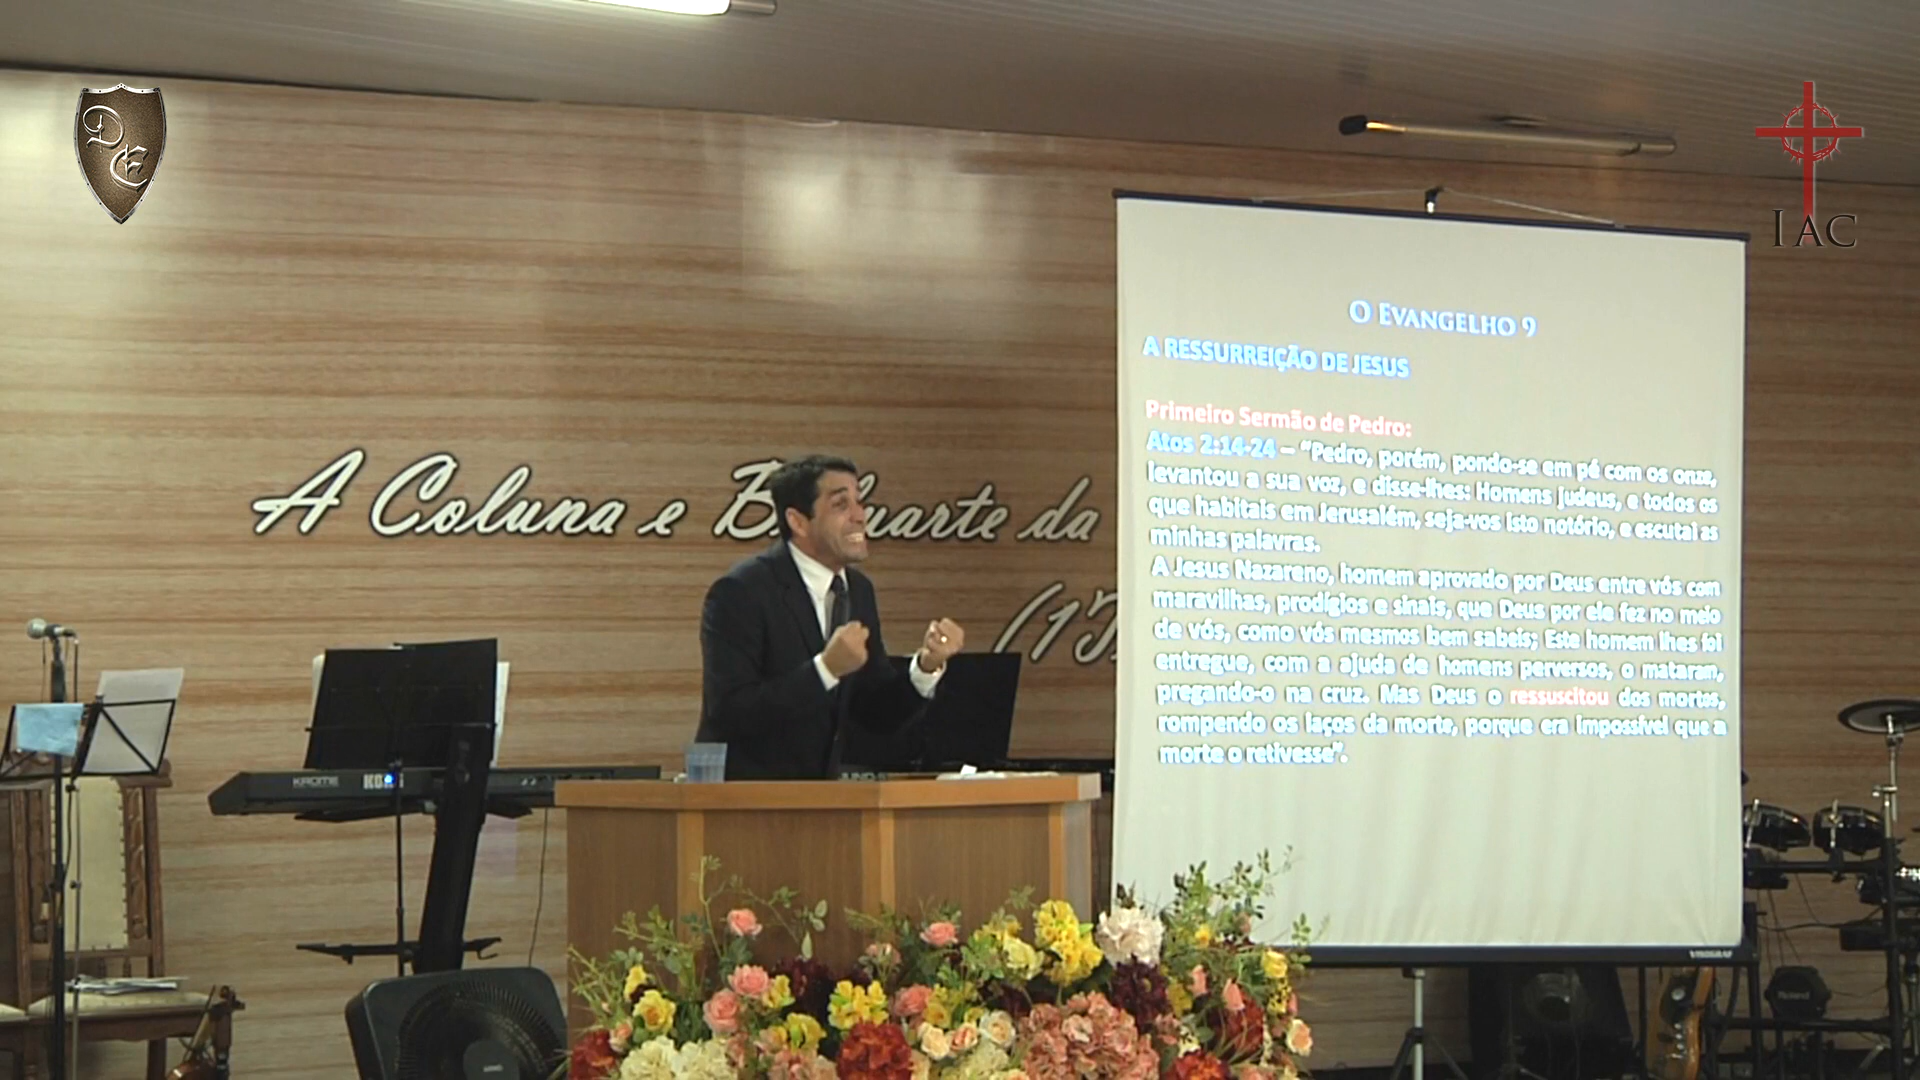 DE
IAC
O EVANGELHO 9
A RESSURREIÇÃO DE JESUS
Primeiro Sermão de Pedro:
Atos 2:14-24 – “Pedro, porém, pondo-se em pé com os onze,
levantou a sua voz, e disse-lhes: Homens judeus, e todos os
que habitais em Jerusalém, seja-vos isto notório, e escutai as
minhas palavras.
A Jesus Nazareno, homem aprovado por Deus entre vós com
maravilhas, prodígios e sinais, que Deus por ele fez no meio
de vós, como vós mesmos bem sabeis; Este homem lhes foi
entregue, com a ajuda de homens perversos, o mataram,
pregando-o na cruz. Mas Deus o ressuscitou dos mortos,
rompendo os laços da morte, porque era impossível que a
morte o retivesse”.
A Coluna e da
(1
KROME
Roland